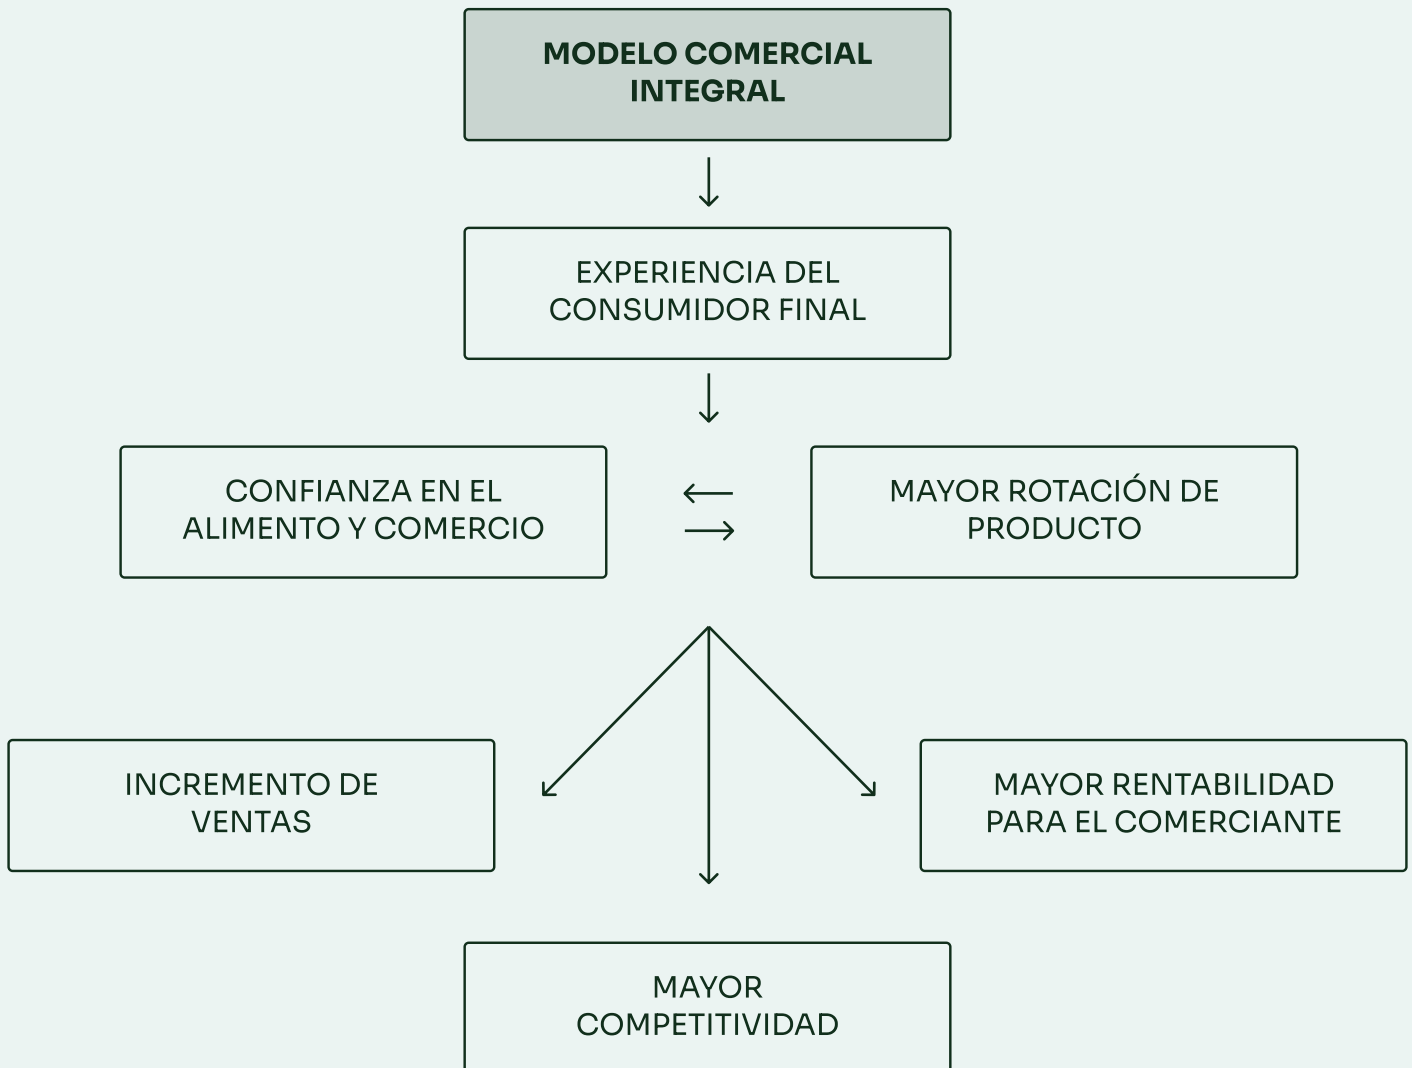 MODELO COMERCIAL
INTEGRAL
EXPERIENCIA DEL
CONSUMIDOR FINAL
CONFIANZA EN EL
ALIMENTO Y COMERCIO
MAYOR ROTACIÓN DE
PRODUCTO
INCREMENTO DE
VENTAS
MAYOR RENTABILIDAD
PARA EL COMERCIANTE
MAYOR
COMPETITIVIDAD